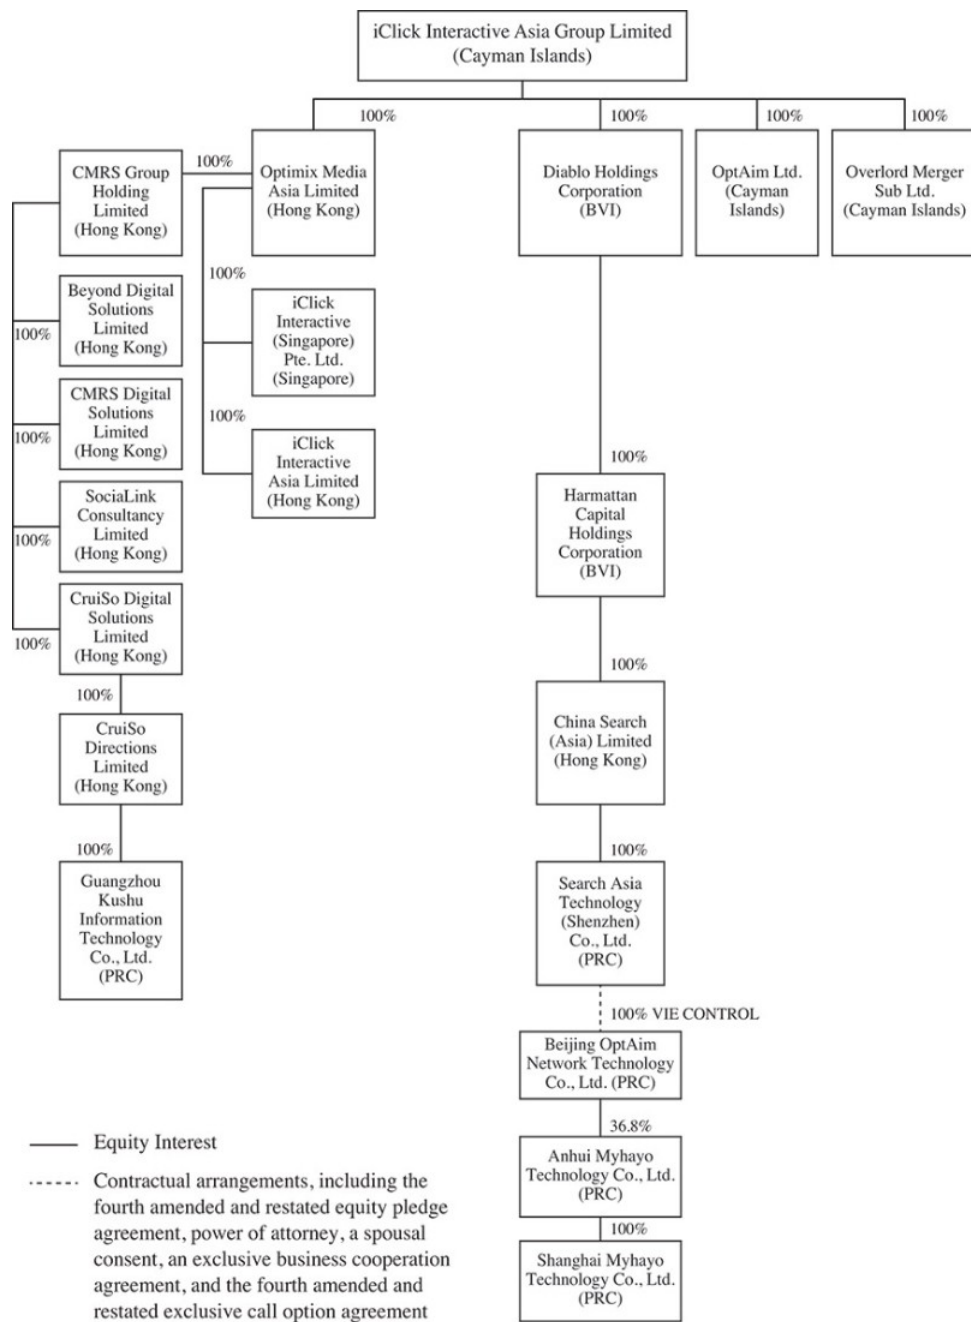 iClick Interactive Asia Group Limited
(Cayman Islands)
100%
100%
100%
100%
CMRS Group
Holding
Limited
(Hong Kong)
100%
Optimix Media
Asia Limited
(Hong Kong)
Diablo Holdings
Corporation
(BVI)
OptAim Ltd.
(Cayman
Islands)
Overlord Merger
Sub Ltd.
(Cayman Islands)
100%
Beyond Digital
Solutions
Limited
(Hong Kong)
100%
iClick
Interactive
(Singapore)
Pte. Ltd.
(Singapore)
100%
CMRS Digital
Solutions
Limited
(Hong Kong)
100%
iClick
Interactive
Asia Limited
(Hong Kong)
100%
SociaLink
Consultancy
Limited
(Hong Kong)
100%
CruiSo Digital
Solutions
Limited
(Hong Kong)
100%
100%
CruiSo
Directions
Limited
(Hong Kong)
100%
Guangzhou
Kushu
Information
Technology
Co., Ltd.
(PRC)
100%
Harmattan
Capital
Holdings
Corporation
(BVI)
100%
China Search
(Asia) Limited
(Hong Kong)
100%
Search Asia
Technology
(Shenzhen)
Co., Ltd.
(PRC)
100% VIE CONTROL
Beijing OptAim
Network Technology
Co., Ltd. (PRC)
36.8%
Anhui Myhayo
Technology Co., Ltd.
(PRC)
100%
Shanghai Myhayo
Technology Co., Ltd.
(PRC)
Equity Interest
Contractual arrangements, including the
fourth amended and restated equity pledge
agreement, power of attorney, a spousal
consent, an exclusive business cooperation
agreement, and the fourth amended and
restated exclusive call option agreement